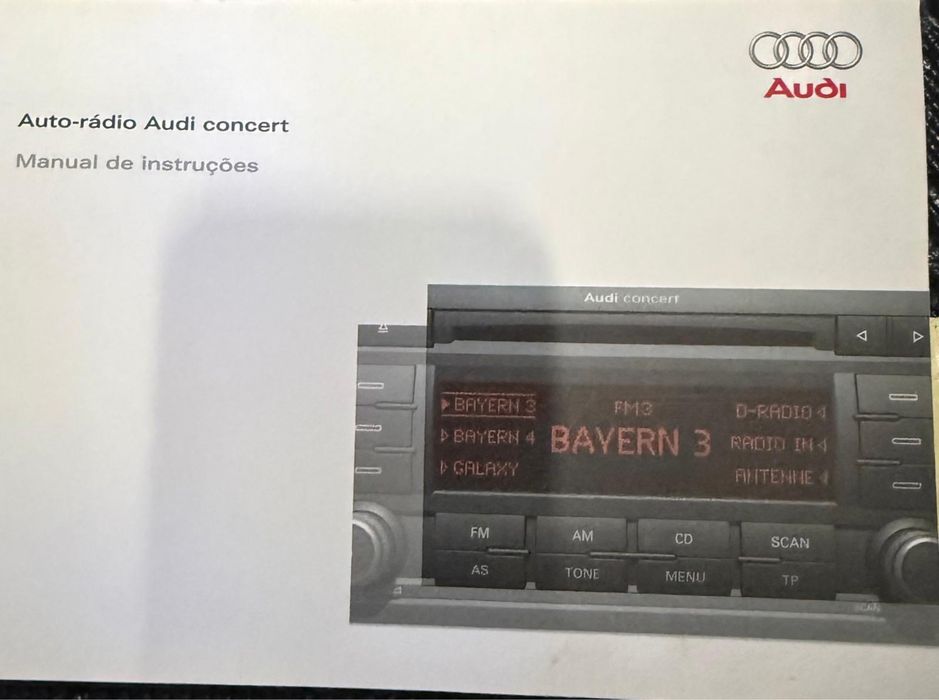 Audi
Auto-rádio Audi concert
Manual de instruções
Audi concert
BAYERN 3
FM3
D-RADIO
BAYERN 4
BAYERN 3
RADIO IN
GALAXY
ANTENNE
FM
AM
CD
SCAN
AS
TONE
MENU
TP